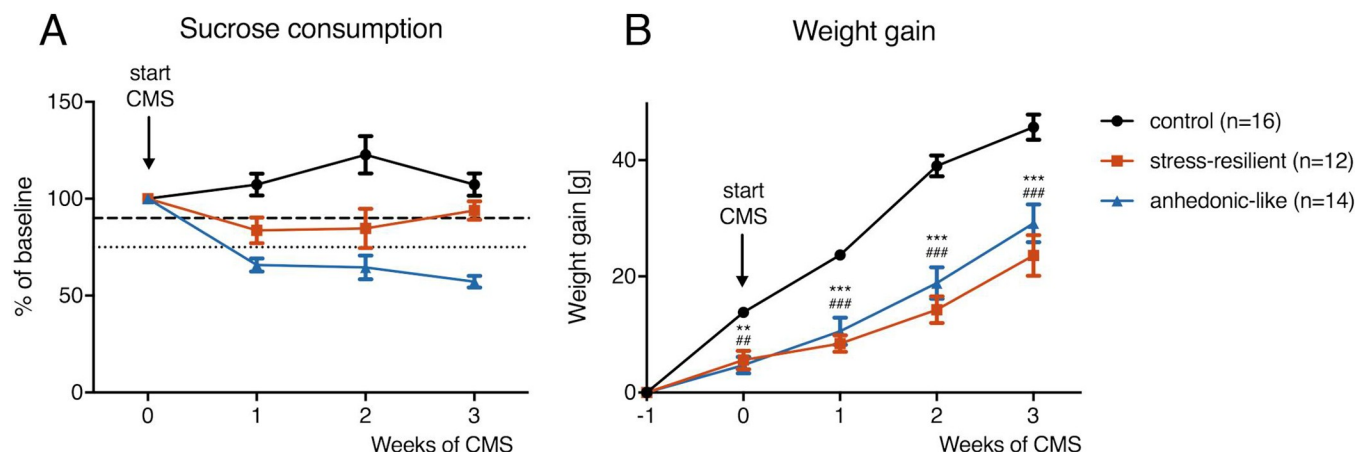 A Sucrose consumption
start
CMS
% of baseline
150
100
50
0
0 1 2 3
Weeks of CMS
B Weight gain
start
CMS
Weight gain [g]
40
20
0
**
##
***
###
***
###
***
###
-1 0 1 2 3
Weeks of CMS
control (n=16)
stress-resilient (n=12)
anhedonic-like (n=14)